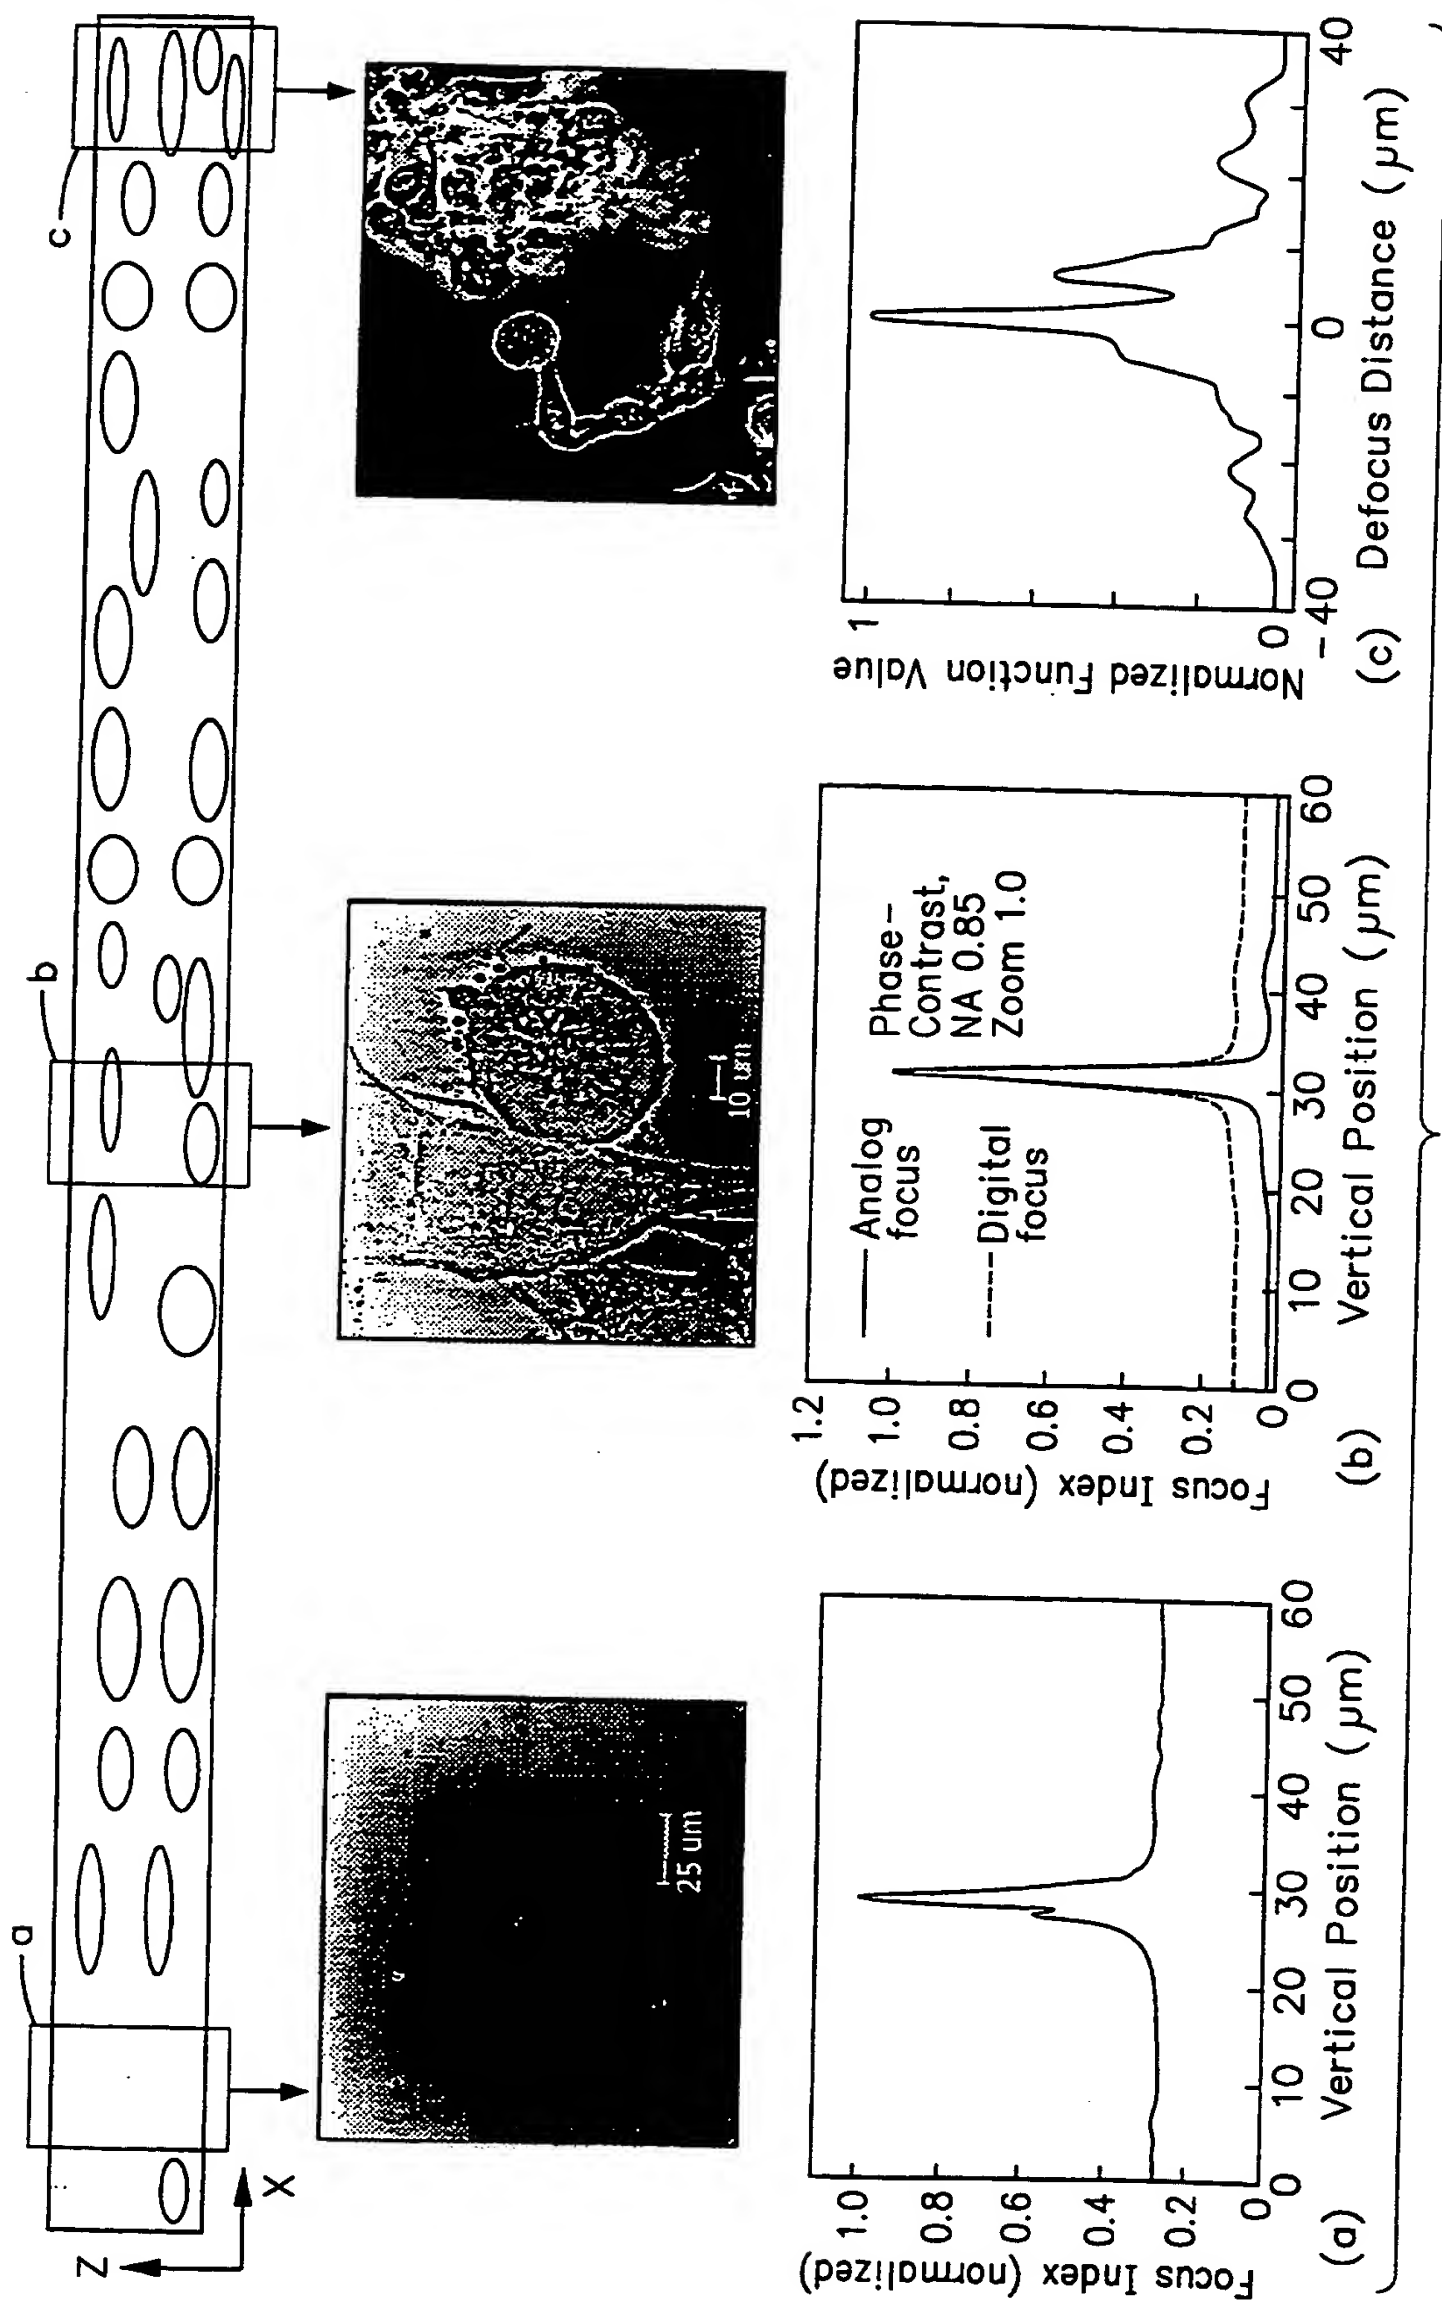 a
b
c
Z
X
25 um
10 um
Focus Index (normalized)
1.0
0.8
0.6
0.4
0.2
0
0
10
20
30
40
50
60
(a)
Vertical Position (µm)
Focus Index (normalized)
1.2
1.0
0.8
0.6
0.4
0.2
0
Analog
focus
Digital
focus
Phase-
Contrast,
NA 0.85
Zoom 1.0
0
10
20
30
40
50
60
(b)
Vertical Position (µm)
Normalized Function Value
1
0
-40
0
40
(c) Defocus Distance (µm)